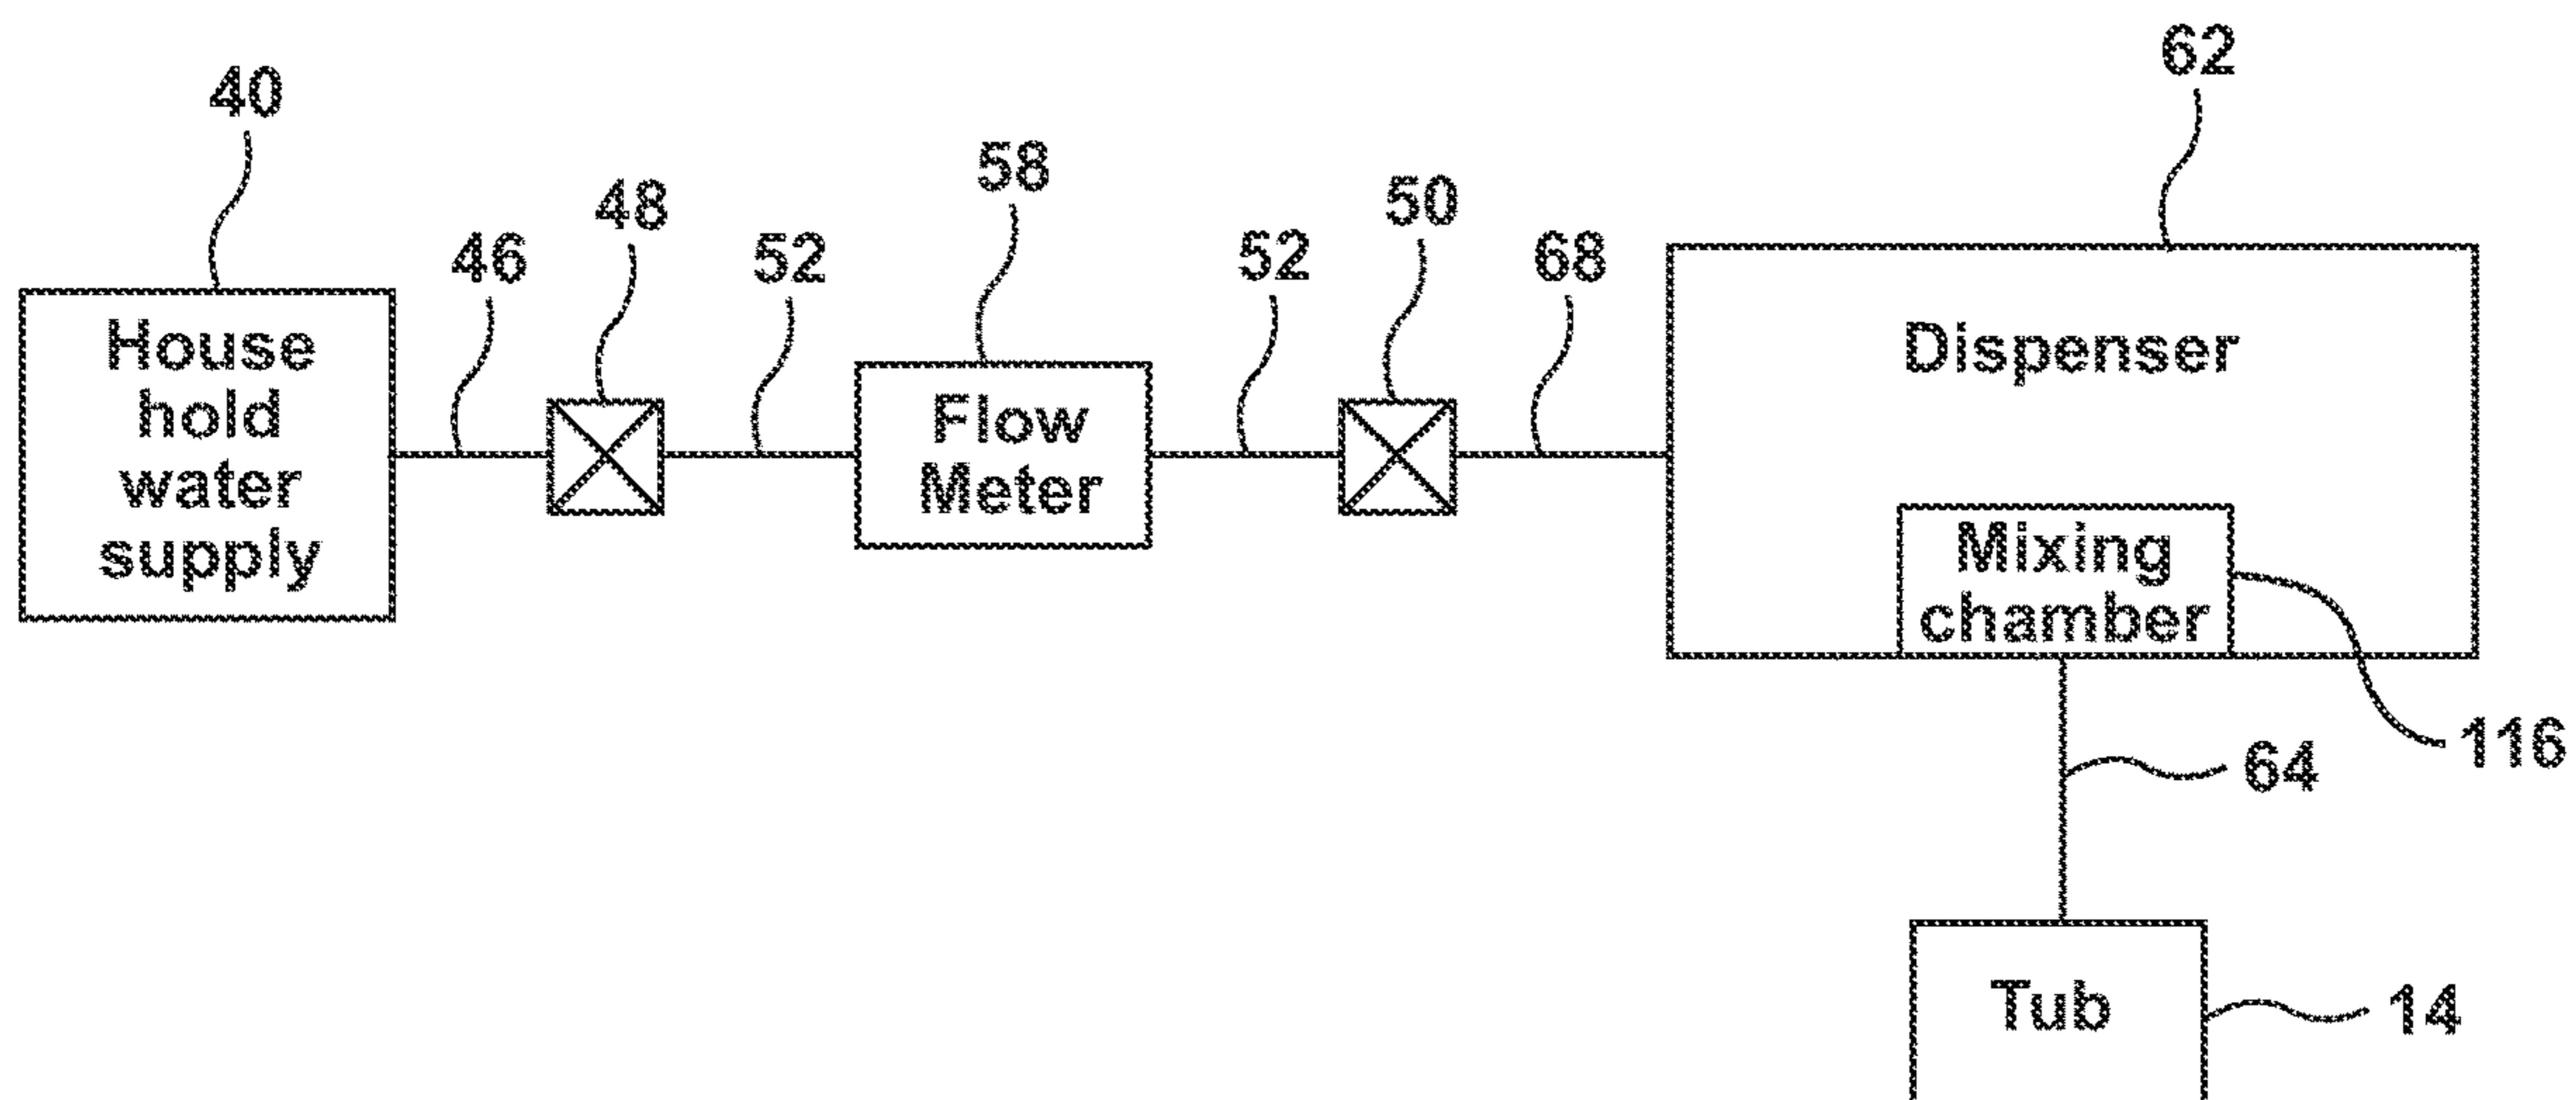 62
40
58
48
50
46
52
52
68
House
hold
water
supply
Flow
Meter
Dispenser
Mixing
chamber
116
64
Tub
14